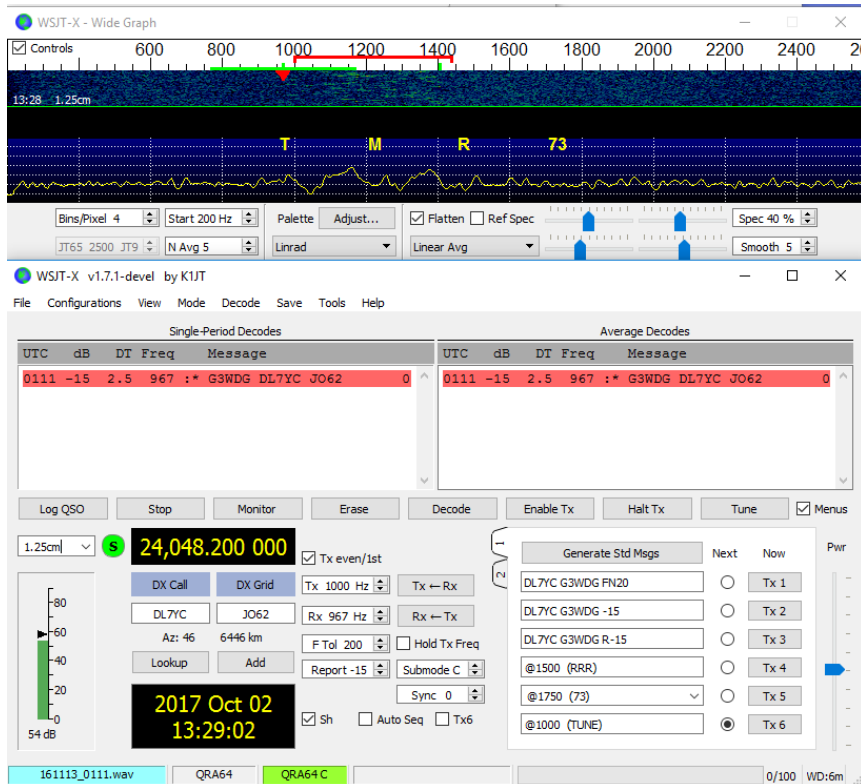 WSJT-X - Wide Graph
Controls 600 800 1000 1200 1400 1600 1800 2000 2200 2400
13:28 1.25cm
T M R 73
Bins/Pixel 4 Start 200 Hz Palette Adjust... Flatten Ref Spec Spec 40 %
JT65 2500 JT9 N Avg 5 Linrad Linear Avg Smooth 5
WSJT-X v1.7.1-devel by K1JT
File Configurations View Mode Decode Save Tools Help
Single-Period Decodes Average Decodes
UTC dB DT Freq Message UTC dB DT Freq Message
0111 -15 2.5 967 :* G3WDG DL7YC JO62 0 0111 -15 2.5 967 :* G3WDG DL7YC JO62 0
Log QSO Stop Monitor Erase Decode Enable Tx Halt Tx Tune Menus
1.25cm S 24,048.200 000 Tx even/1st 1 Generate Std Msgs Next Now Pwr
DX Call DX Grid Tx 1000 Hz Tx ← Rx 2 DL7YC G3WDG FN20 Tx 1
-80 DL7YC JO62 Rx 967 Hz Rx ← Tx DL7YC G3WDG -15 Tx 2
-60 Az: 46 6446 km F Tol 200 Hold Tx Freq DL7YC G3WDG R-15 Tx 3
-40 Lookup Add Report -15 Submode C @1500 (RRR) Tx 4
-20 2017 Oct 02 Sync 0 @1750 (73) Tx 5
-0 13:29:02 Sh Auto Seq Tx6 @1000 (TUNE) Tx 6
54 dB
161113_0111.wav QRA64 QRA64 C 0/100 WD:6m